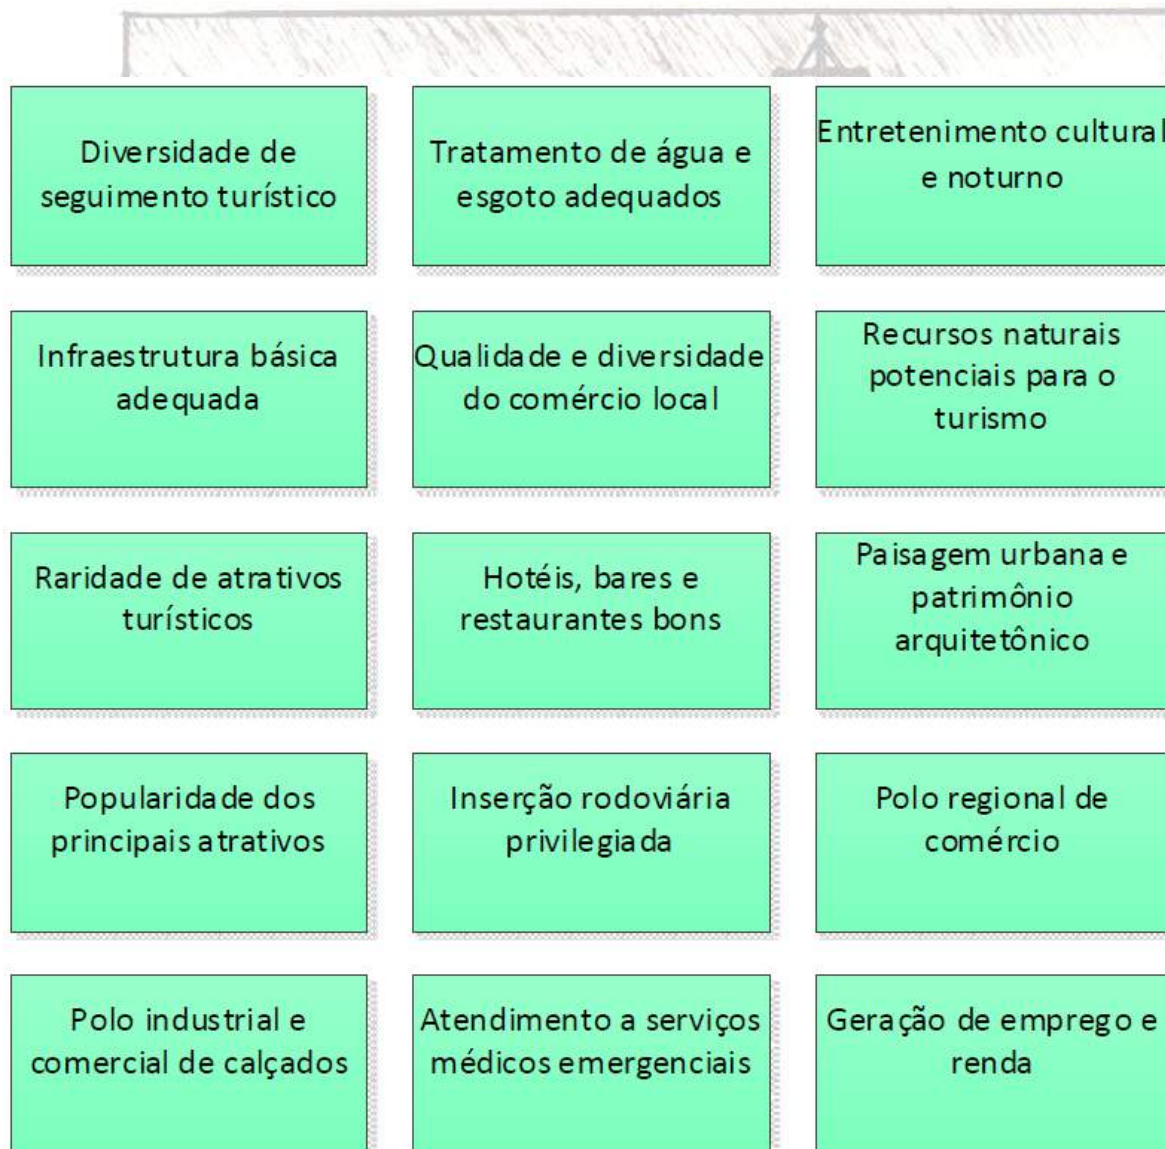 Diversidade de
seguimento turístico
Tratamento de água e
esgoto adequados
Entretenimento cultural
e noturno
Infraestrutura básica
adequada
Qualidade e diversidade
do comércio local
Recursos naturais
potenciais para o
turismo
Raridade de atrativos
turísticos
Hotéis, bares e
restaurantes bons
Paisagem urbana e
patrimônio
arquitetônico
Popularidade dos
principais atrativos
Inserção rodoviária
privilegiada
Polo regional de
comércio
Polo industrial e
comercial de calçados
Atendimento a serviços
médicos emergenciais
Geração de emprego e
renda